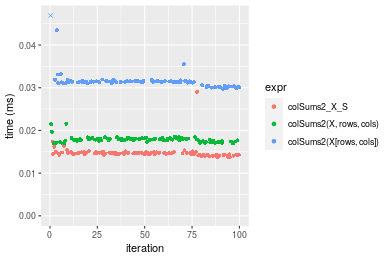 0.04
0.03
0.02
0.01
0.00
time (ms)
0
25
50
75
100
iteration
expr
colSums2_X_S
colSums2(X, rows, cols)
colSums2(X[rows, cols])